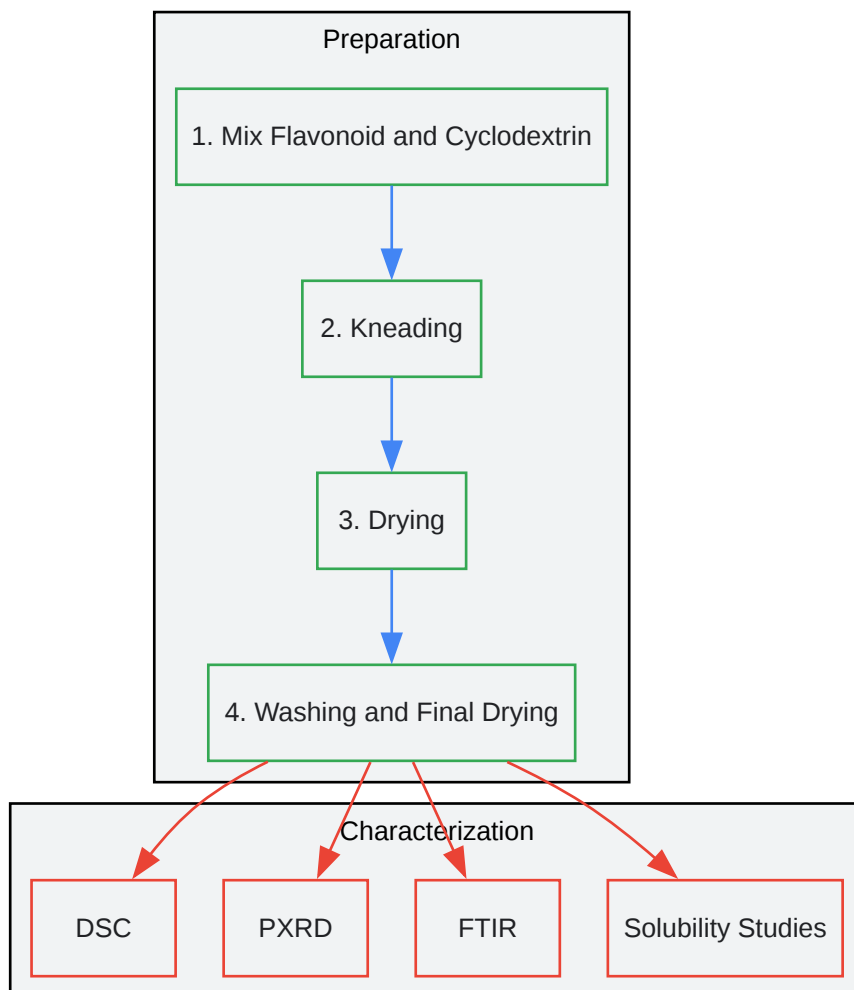 Preparation
1. Mix Flavonoid and Cyclodextrin
2. Kneading
3. Drying
4. Washing and Final Drying
Characterization
DSC
PXRD
FTIR
Solubility Studies